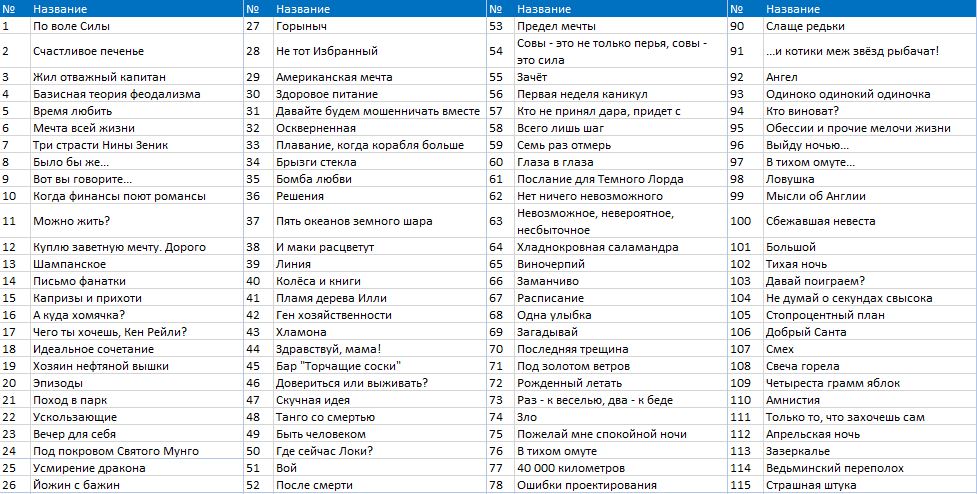 № Название
1 По воле Силы
2 Счастливое печенье
3 Жил отважный капитан
4 Базисная теория феодализма
5 Время любить
6 Мечта всей жизни
7 Три страсти Нины Зеник
8 Было бы же...
9 Вот вы говорите...
10 Когда финансы поют романсы
11 Можно жить?
12 Куплю заветную мечту. Дорого
13 Шампанское
14 Письмо фанатки
15 Капризы и прихоти
16 А куда хомячка?
17 Чего ты хочешь, Кен Рейли?
18 Идеальное сочетание
19 Хозяин нефтяной вышки
20 Эпизоды
21 Поход в парк
22 Ускользающие
23 Вечер для себя
24 Под покровом Святого Мунго
25 Усмирение дракона
26 Йожин с бажин
№ Название
27 Горыныч
28 Не тот Избранный
29 Американская мечта
30 Здоровое питание
31 Давайте будем мошенничать вместе
32 Оскверненная
33 Плавание, когда корабля больше
34 Брызги стекла
35 Бомба любви
36 Решения
37 Пять океанов земного шара
38 И маки расцветут
39 Линия
40 Колёса и книги
41 Пламя дерева Илли
42 Ген хозяйственности
43 Хламона
44 Здравствуй, мама!
45 Бар "Торчащие соски"
46 Довериться или выживать?
47 Скучная идея
48 Танго со смертью
49 Быть человеком
50 Где сейчас Локи?
51 Вой
52 После смерти
№ Название
53 Предел мечты
54 Совы - это не только перья, совы -
это сила
55 Зачёт
56 Первая неделя каникул
57 Кто не принял дара, придет с
58 Всего лишь шаг
59 Семь раз отмерь
60 Глаза в глаза
61 Послание для Темного Лорда
62 Нет ничего невозможного
63 Невозможное, невероятное,
несбыточное
64 Хладнокровная саламандра
65 Виночерпий
66 Заманчиво
67 Расписание
68 Одна улыбка
69 Загадывай
70 Последняя трещина
71 Под золотом ветров
72 Рожденный летать
73 Раз - к веселью, два - к беде
74 Зло
75 Пожелай мне спокойной ночи
76 В тихом омуте
77 40 000 километров
78 Ошибки проектирования
№ Название
90 Слаще редьки
91 ...и котики меж звёзд рыбачат!
92 Ангел
93 Одиноко одинокий одиночка
94 Кто виноват?
95 Обессии и прочие мелочи жизни
96 Выйду ночью...
97 В тихом омуте...
98 Ловушка
99 Мысли об Англии
100 Сбежавшая невеста
101 Большой
102 Тихая ночь
103 Давай поиграем?
104 Не думай о секундах свысока
105 Стопроцентный план
106 Добрый Санта
107 Смех
108 Свеча горела
109 Четыреста грамм яблок
110 Амнистия
111 Только то, что захочешь сам
112 Апрельская ночь
113 Зазеркалье
114 Ведьминский переполох
115 Страшная штука